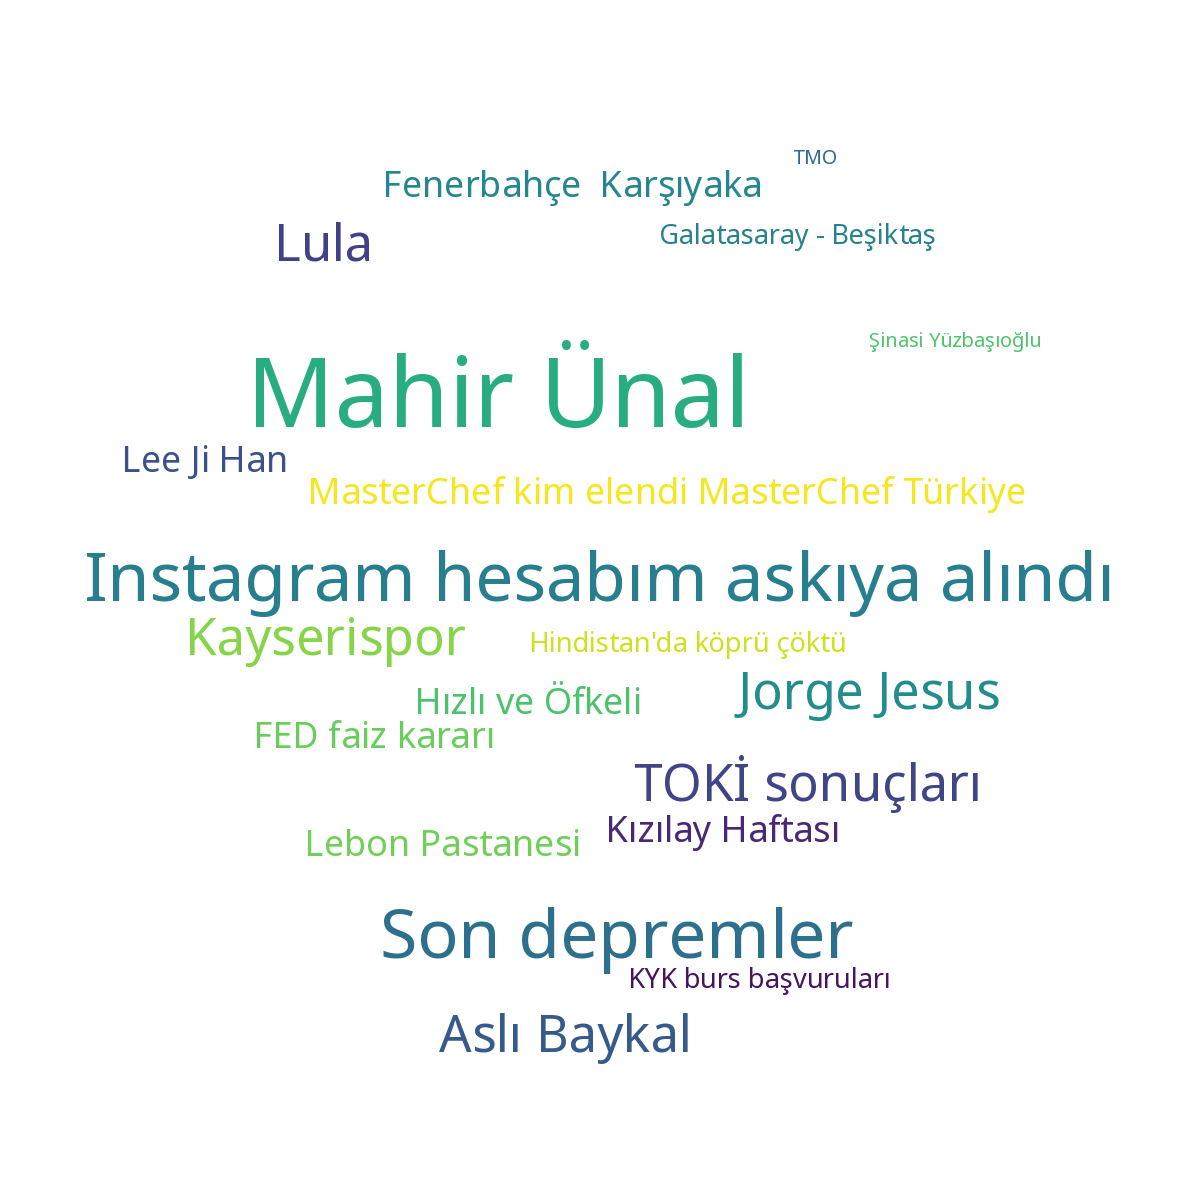 TMO
Fenerbahçe Karşıyaka
Lula
Galatasaray - Beşiktaş
Şinasi Yüzbaşıoğlu
Mahir Ünal
Lee Ji Han
MasterChef kim elendi MasterChef Türkiye
Instagram hesabım askıya alındı
Kayserispor
Hindistan'da köprü çöktü
Jorge Jesus
Hızlı ve Öfkeli
FED faiz kararı
TOKİ sonuçları
Kızılay Haftası
Lebon Pastanesi
Son depremler
KYK burs başvuruları
Aslı Baykal